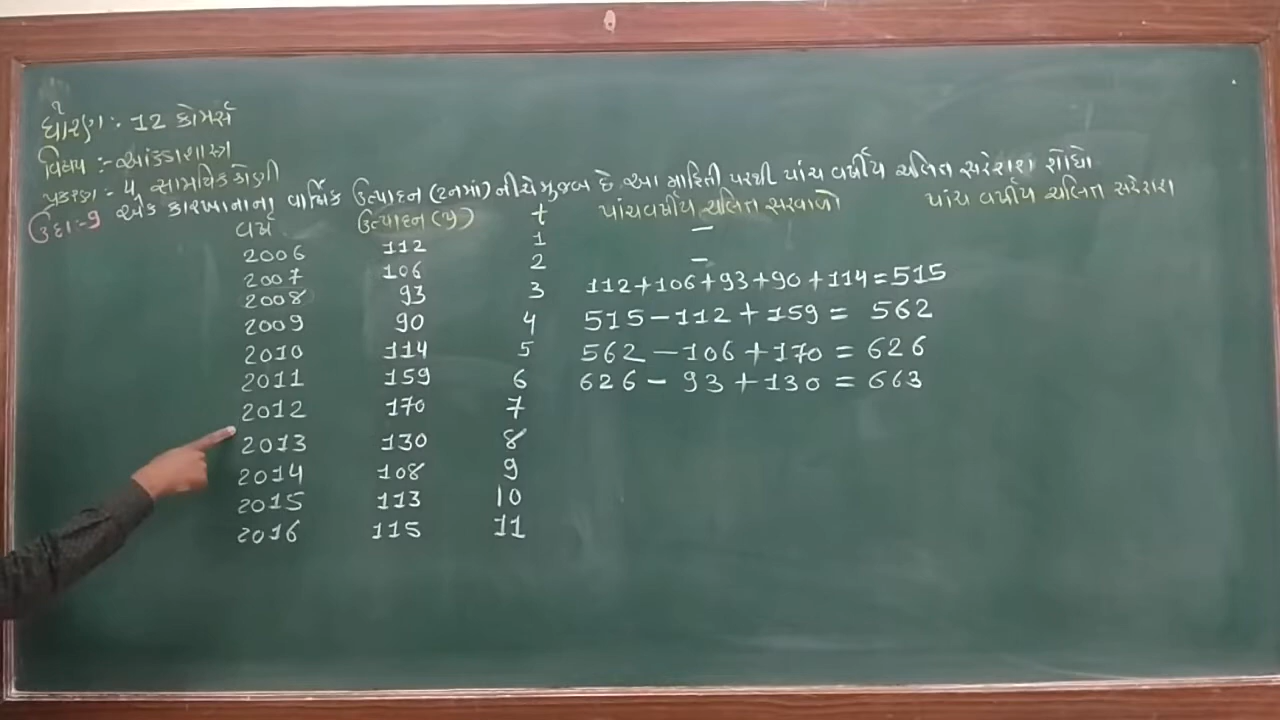 ધોરણ :- 12 કોમર્સ
વિષય :- આંકડાશાસ્ત્ર
પ્રકરણ :- 4, સામયિક શ્રેણી
ઉદા:-9 એક કારખાનાના વાર્ષિક ઉત્પાદન (ટનમાં) નીચે મુજબ છે. આ માહિતી પરથી પાંચ વર્ષીય ચલિત સરેરાશ શોધો
વર્ષ ઉત્પાદન (y) t પાંચવર્ષીય ચલિત સરવાળો પાંચ વર્ષીય ચલિત સરેરાશ
2006 112 1 –
2007 106 2 –
2008 93 3 112+106+93+90+114=515
2009 90 4 515-112+159= 562
2010 114 5 562-106+170 = 626
2011 159 6 626-93+130 = 663
2012 170 7
2013 130 8
2014 108 9
2015 113 10
2016 115 11